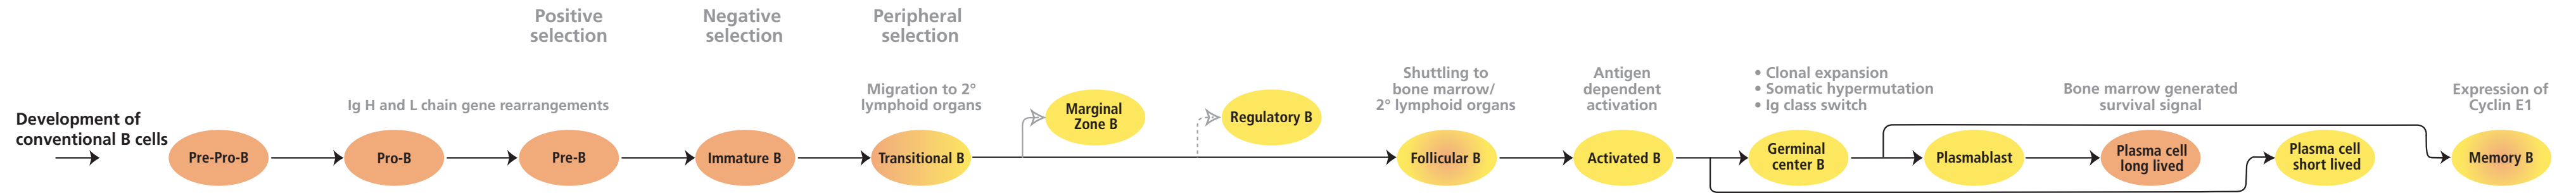 Positive
selection
Negative
selection
Peripheral
selection
Ig H and L chain gene rearrangements
Migration to 2°
lymphoid organs
Shuttling to
bone marrow/
2° lymphoid organs
Antigen
dependent
activation
• Clonal expansion
• Somatic hypermutation
• Ig class switch
Bone marrow generated
survival signal
Expression of
Cyclin E1
Development of
conventional B cells
Pre-Pro-B
Pro-B
Pre-B
Immature B
Transitional B
Marginal
Zone B
Regulatory B
Follicular B
Activated B
Germinal
center B
Plasmablast
Plasma cell
long lived
Plasma cell
short lived
Memory B